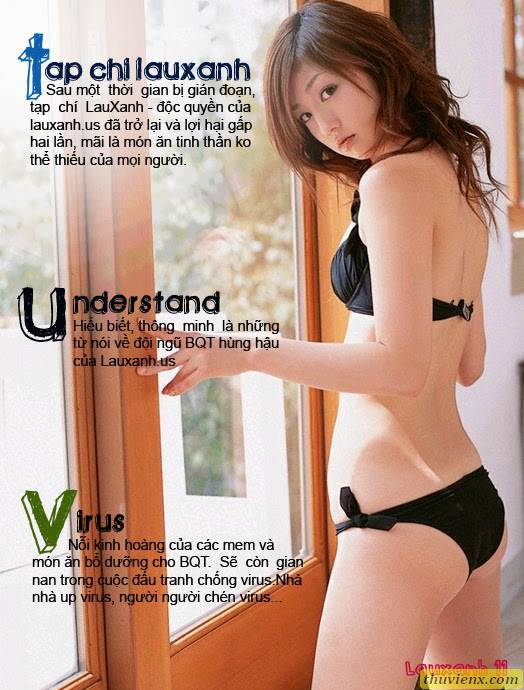 tạp chi lauxanh
Sau một thời gian bị gián đoạn,
tạp chí LauXanh - độc quyền của
lauxanh.us đã trở lại và lợi hại gấp
hai lần, mãi là món ăn tinh thần ko
thể thiếu của mọi người.
Understand
Hiểu biết, thông minh là những
từ nói về đội ngũ BQT hùng hậu
của Lauxanh.us
Virus
Nỗi kinh hoàng của các mem và
món ăn bổ dưỡng cho BQT. Sẽ còn gian
nan trong cuộc đấu tranh chống virus.Nhà
nhà up virus, người người chén virus...
Lauxanh 11
thuvienx.com